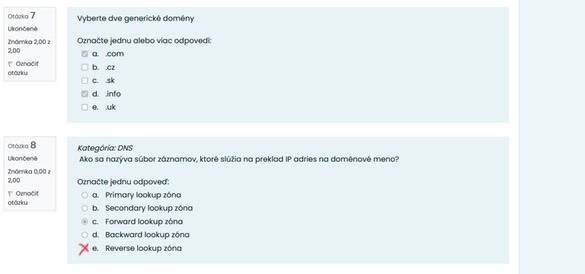 Otázka 7
Ukončené
Známka 2,00 z
2,00
Označiť
otázku
Vyberte dve generické domény
Označte jednu alebo viac odpovedí:
a. .com
b. .cz
c. .sk
d. .info
e. .uk
Otázka 8
Ukončené
Známka 0,00 z
2,00
Označiť
otázku
Kategória: DNS
Ako sa nazýva súbor záznamov, ktoré slúžia na preklad IP adries na doménové meno?
Označte jednu odpoveď:
a. Primary lookup zóna
b. Secondary lookup zóna
c. Forward lookup zóna
d. Backward lookup zóna
e. Reverse lookup zóna